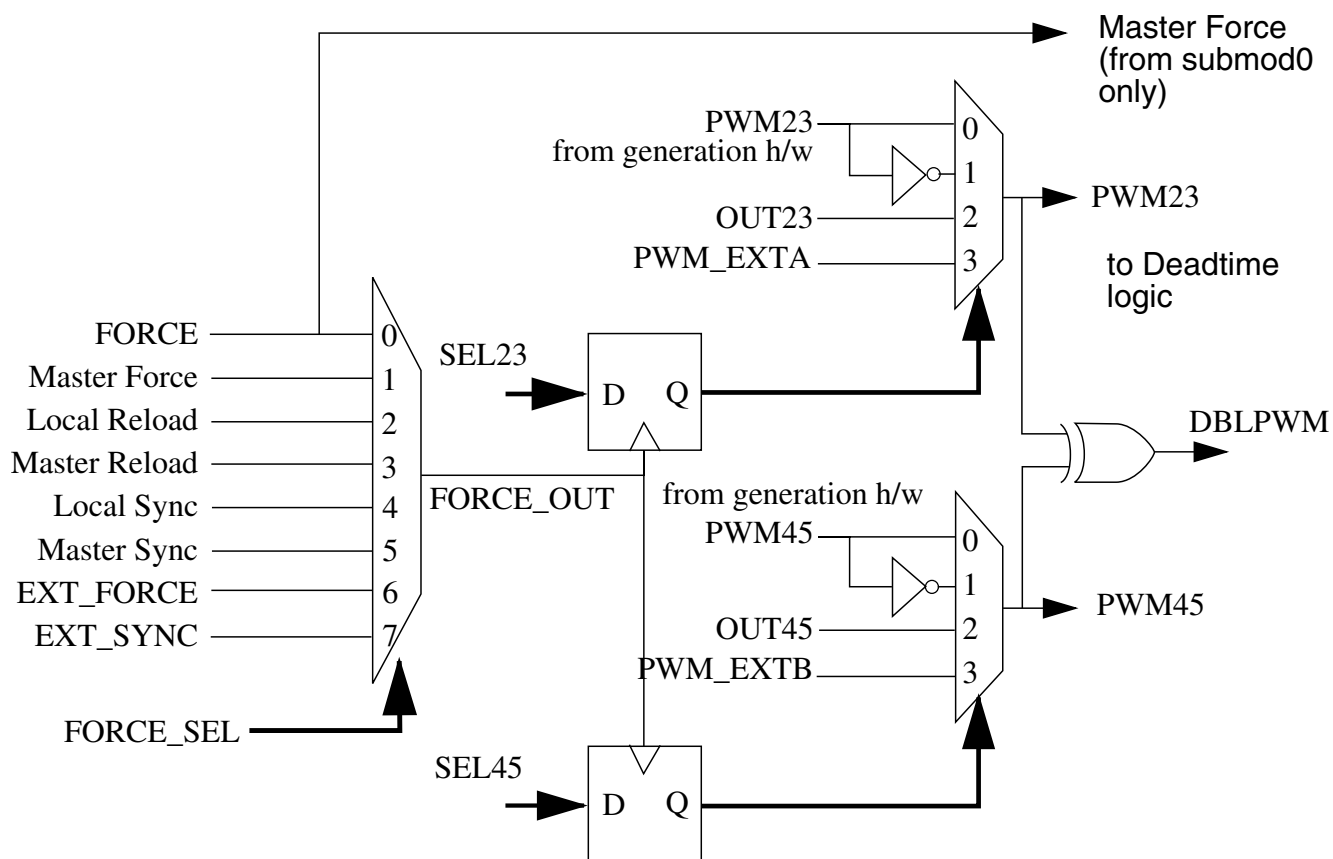 Master Force
(from submod0
only)
PWM23
from generation h/w
0
1
2
3
OUT23
PWM_EXTA
PWM23
to Deadtime
logic
FORCE
Master Force
Local Reload
Master Reload
Local Sync
Master Sync
EXT_FORCE
EXT_SYNC
0
1
2
3
4
5
6
7
FORCE_SEL
FORCE_OUT
SEL23
D Q
DBLPWM
from generation h/w
PWM45
0
1
2
3
OUT45
PWM_EXTB
PWM45
SEL45
D Q